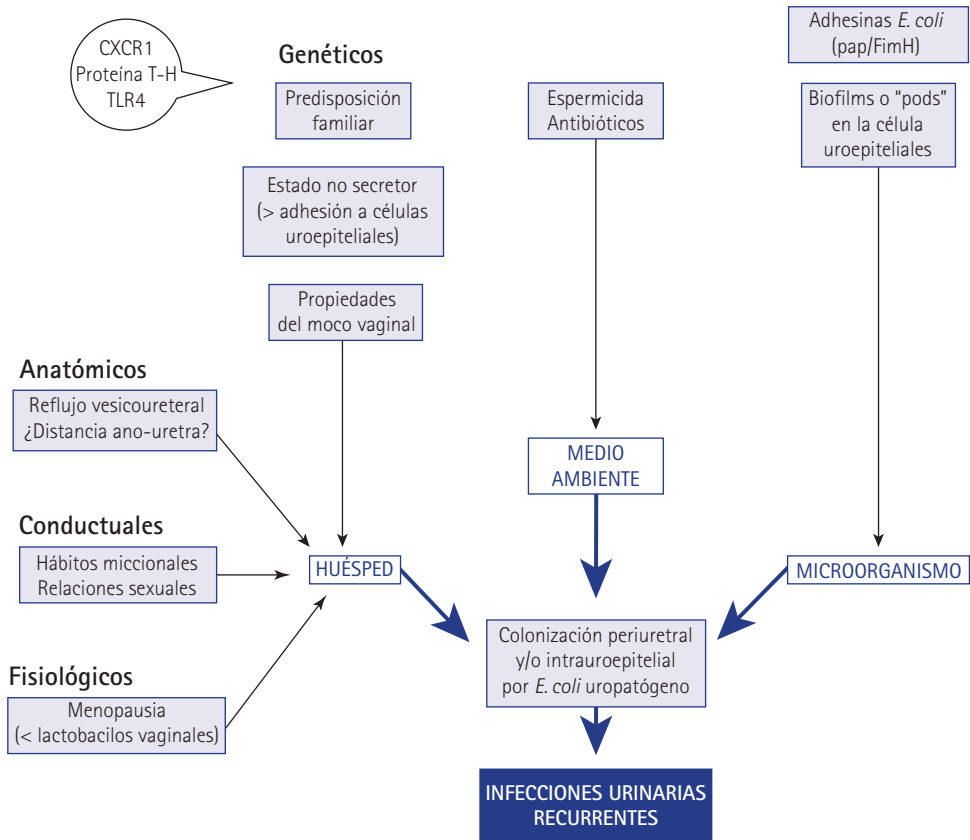 CXCR1
Proteína T-H
TLR4
Genéticos
Predisposición
familiar
Estado no secretor
(> adhesión a células
uroepiteliales)
Propiedades
del moco vaginal
Espermicida
Antibióticos
Adhesinas E. coli
(pap/FimH)
Biofilms o "pods"
en la célula
uroepiteliales
Anatómicos
Reflujo vesicoureteral
¿Distancia ano-uretra?
Conductuales
Hábitos miccionales
Relaciones sexuales
Fisiológicos
Menopausia
(< lactobacilos vaginales)
HUÉSPED
MEDIO
AMBIENTE
MICROORGANISMO
Colonización periuretral
y/o intrauroepitelial
por E. coli uropatógeno
INFECCIONES URINARIAS
RECURRENTES